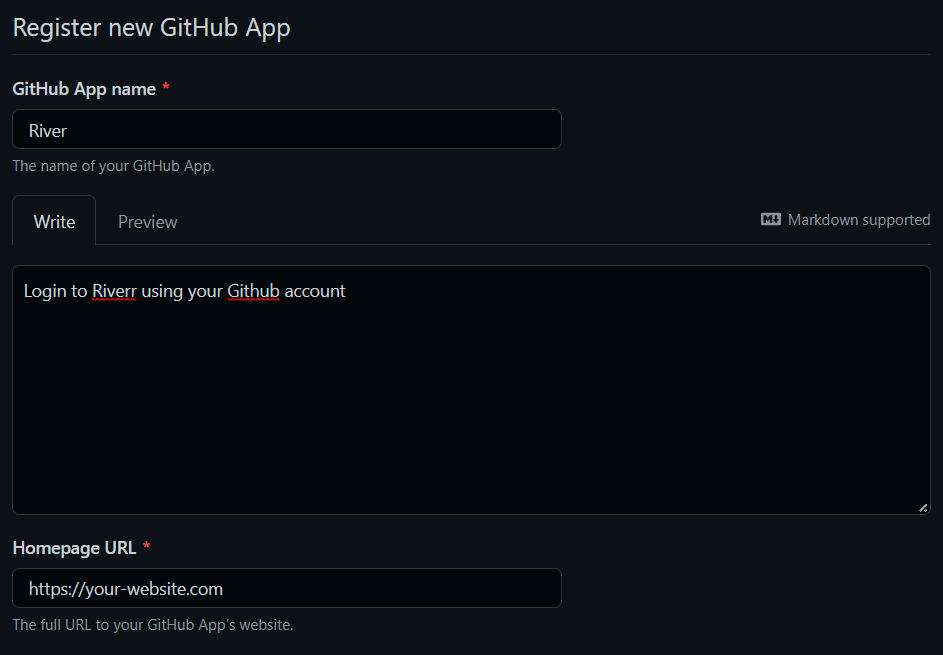 Register new GitHub App
GitHub App name *
River
The name of your GitHub App.
Write Preview Markdown supported
Login to Riverr using your Github account
Homepage URL *
https://your-website.com
The full URL to your GitHub App's website.